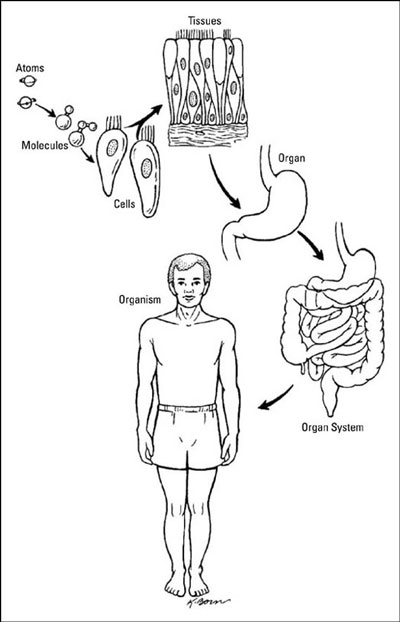 Tissues
Atoms
Molecules
Cells
Organ
Organism
Organ System